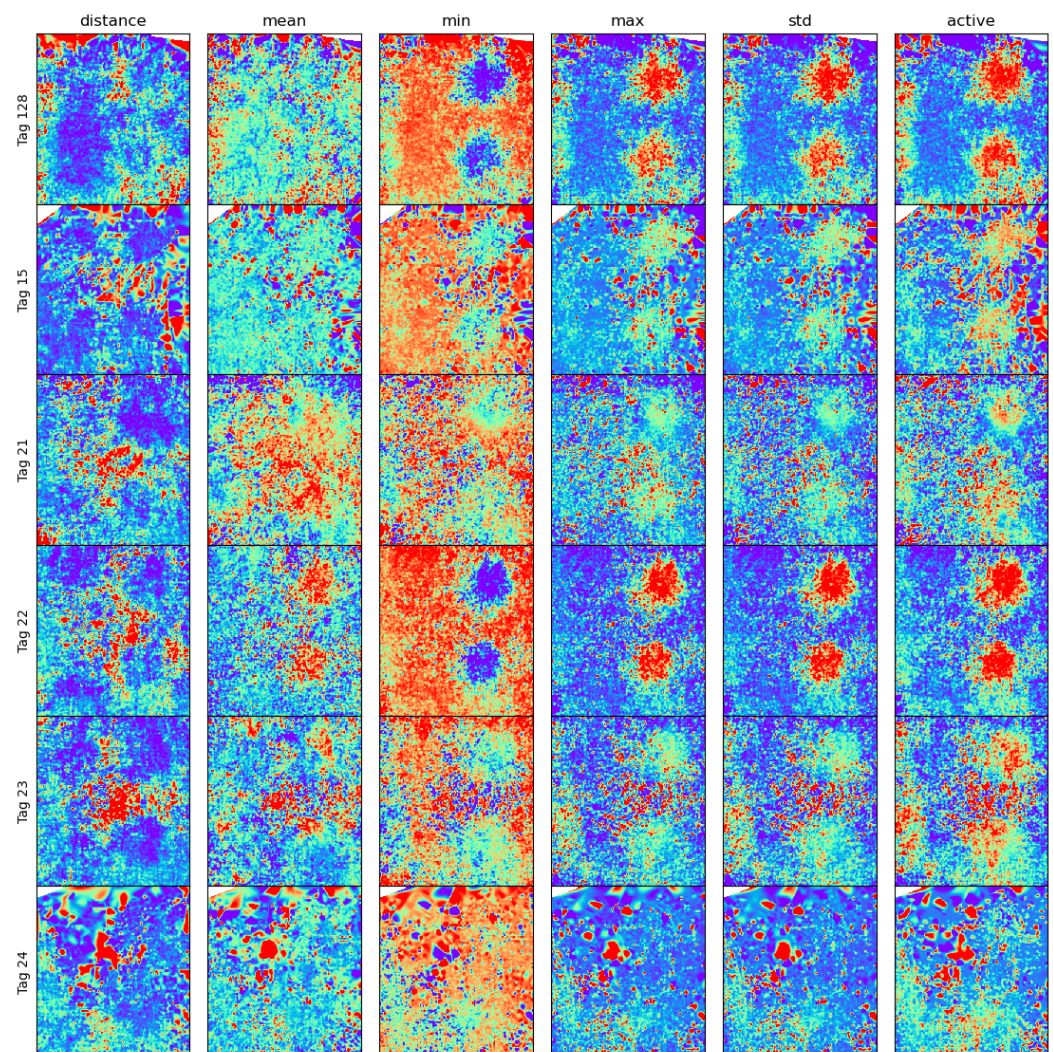 distance mean min max std active
Tag 128
Tag 15
Tag 21
Tag 22
Tag 23
Tag 24